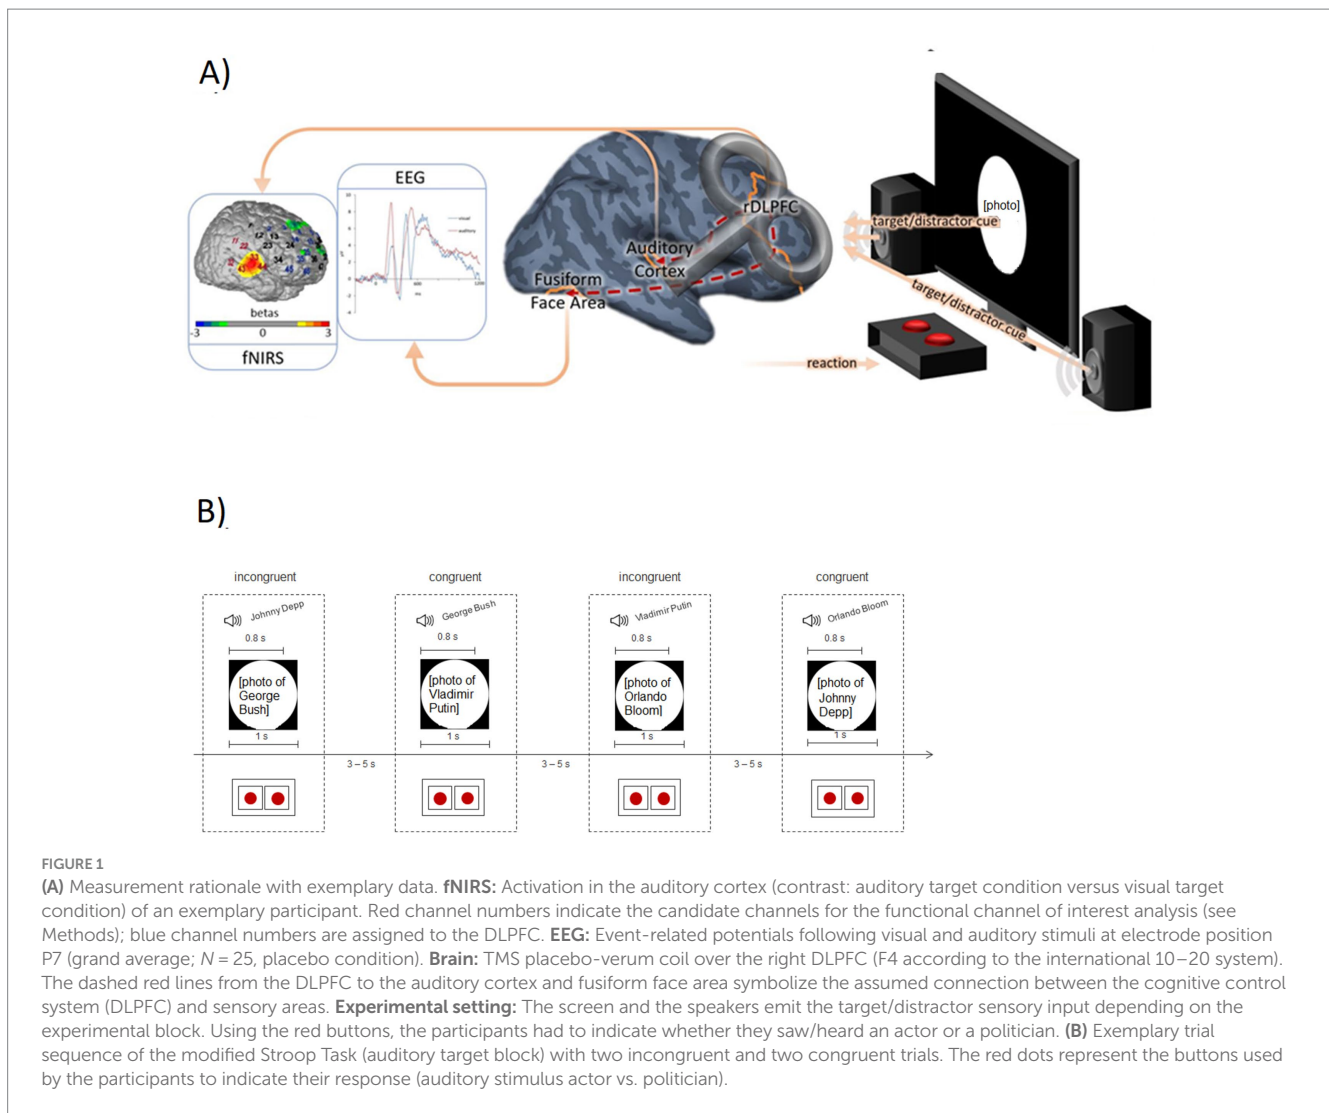 A)
EEG
visual
auditory
fNIRS
betas
-3 0 3
rDLPFC
Auditory
Cortex
Fusiform
Face Area
[photo]
target/distractor cue
target/distractor cue
reaction
B)
incongruent congruent incongruent congruent
Johnny Depp George Bush Vladimir Putin Orlando Bloom
0.8 s 0.8 s 0.8 s 0.8 s
[photo of George Bush] [photo of Vladimir Putin] [photo of Orlando Bloom] [photo of Johnny Depp]
1 s 1 s 1 s 1 s
3 – 5 s 3 – 5 s 3 – 5 s
FIGURE 1
(A) Measurement rationale with exemplary data. fNIRS: Activation in the auditory cortex (contrast: auditory target condition versus visual target
condition) of an exemplary participant. Red channel numbers indicate the candidate channels for the functional channel of interest analysis (see
Methods); blue channel numbers are assigned to the DLPFC. EEG: Event-related potentials following visual and auditory stimuli at electrode position
P7 (grand average; N = 25, placebo condition). Brain: TMS placebo-verum coil over the right DLPFC (F4 according to the international 10–20 system).
The dashed red lines from the DLPFC to the auditory cortex and fusiform face area symbolize the assumed connection between the cognitive control
system (DLPFC) and sensory areas. Experimental setting: The screen and the speakers emit the target/distractor sensory input depending on the
experimental block. Using the red buttons, the participants had to indicate whether they saw/heard an actor or a politician. (B) Exemplary trial
sequence of the modified Stroop Task (auditory target block) with two incongruent and two congruent trials. The red dots represent the buttons used
by the participants to indicate their response (auditory stimulus actor vs. politician).